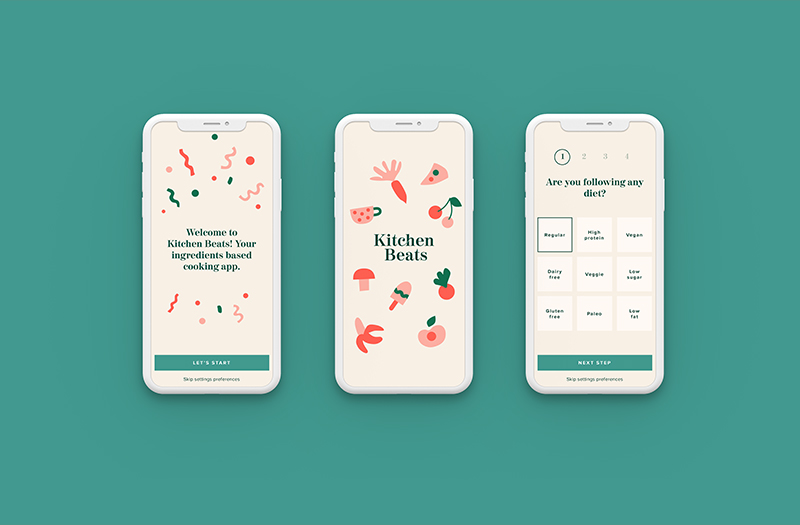 Welcome to
Kitchen Beats! Your
ingredients based
cooking app.
LET'S START
Skip settings preferences
Kitchen
Beats
1 2 3 4
Are you following any
diet?
Regular
High
protein
Vegan
Dairy
free
Veggie
Low
sugar
Gluten
free
Paleo
Low
fat
NEXT STEP
Skip settings preferences